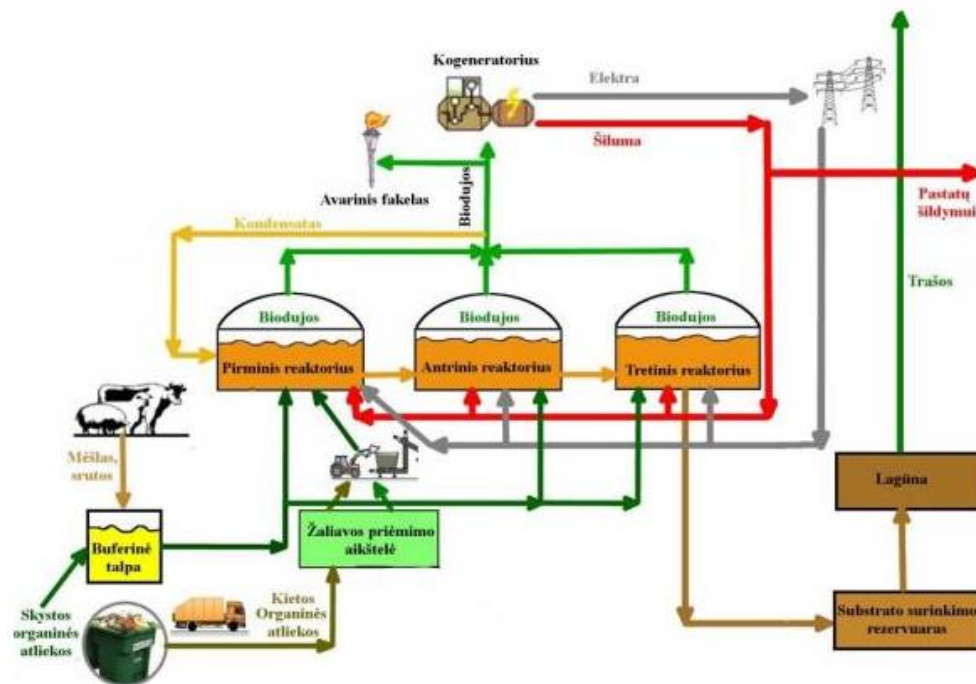 Kogeneratorius
Elektra
Šiluma
Avarinis fakelas
Biodujos
Pastatų
šildymui
Kondensatas
Trąšos
Biodujos
Biodujos
Biodujos
Pirminis reaktorius
Antrinis reaktorius
Tretinis reaktorius
Mėšlas,
srutos
Lagūna
Buferinė
talpa
Žaliavos priėmimo
aikštelė
Skystos
organinės
atliekos
Kietos
Organinės
atliekos
Substrato surinkimo
rezervuaras